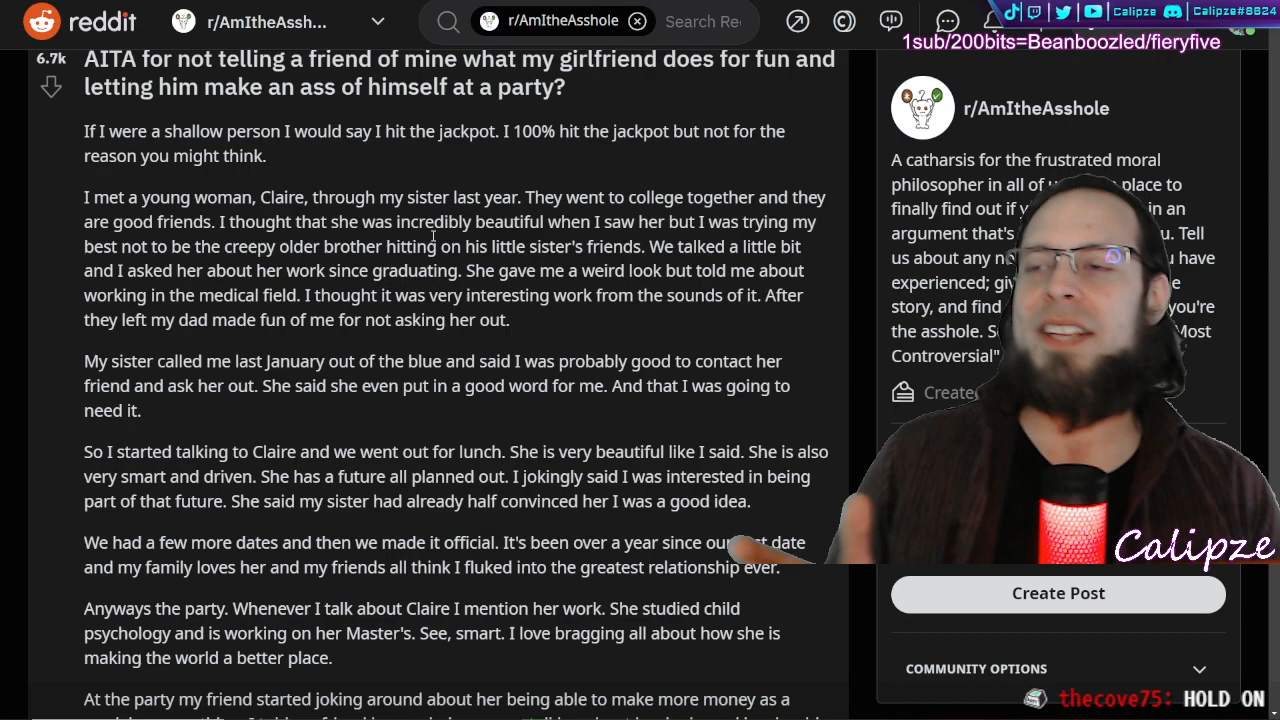 reddit
r/AmItheAssh...
r/AmItheAsshole
Search Re
Calipze
Calipze#8824
1sub/200bits=Beanboozled/fieryfive
6.7k
AITA for not telling a friend of mine what my girlfriend does for fun and
letting him make an ass of himself at a party?
If I were a shallow person I would say I hit the jackpot. I 100% hit the jackpot but not for the
reason you might think.
I met a young woman, Claire, through my sister last year. They went to college together and they
are good friends. I thought that she was incredibly beautiful when I saw her but I was trying my
best not to be the creepy older brother hitting on his little sister's friends. We talked a little bit
and I asked her about her work since graduating. She gave me a weird look but told me about
working in the medical field. I thought it was very interesting work from the sounds of it. After
they left my dad made fun of me for not asking her out.
My sister called me last January out of the blue and said I was probably good to contact her
friend and ask her out. She said she even put in a good word for me. And that I was going to
need it.
So I started talking to Claire and we went out for lunch. She is very beautiful like I said. She is also
very smart and driven. She has a future all planned out. I jokingly said I was interested in being
part of that future. She said my sister had already half convinced her I was a good idea.
We had a few more dates and then we made it official. It's been over a year since our date
and my family loves her and my friends all think I fluked into the greatest relationship ever.
Anyways the party. Whenever I talk about Claire I mention her work. She studied child
psychology and is working on her Master's. See, smart. I love bragging all about how she is
making the world a better place.
At the party my friend started joking around about her being able to make more money as a
r/AmItheAsshole
A catharsis for the frustrated moral
philosopher in all of place to
finally find out if in an
argument that's Tell
us about any have
experienced; you're
story, and find
the asshole. Most
Controversial"
Create
Calipze
Create Post
COMMUNITY OPTIONS
thecove75: HOLD ON